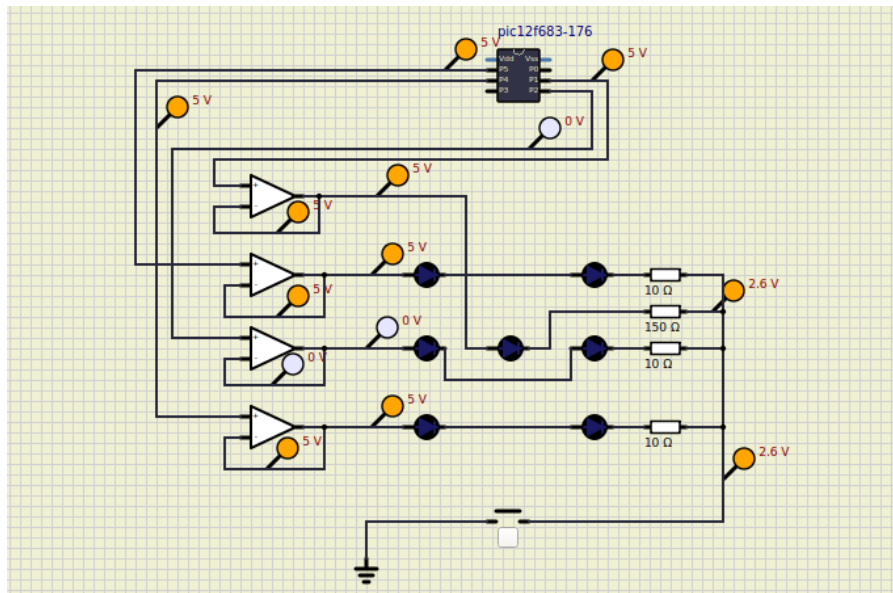 pic12f683-176
5 V
5 V
Vdd Vss
P5 P0
P4 P1
P3 P2
5 V
0 V
5 V
+
-
5 V
5 V
+
-
5 V
2.6 V
10 Ω
0 V
150 Ω
+
-
0 V
10 Ω
5 V
+
-
5 V
10 Ω
2.6 V